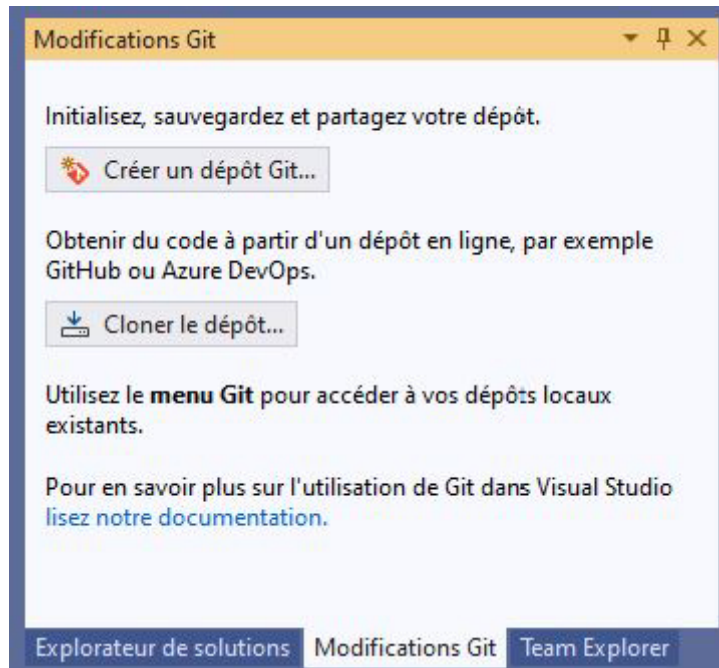 Modifications Git
Initialisez, sauvegardez et partagez votre dépôt.
Créer un dépôt Git...
Obtenir du code à partir d'un dépôt en ligne, par exemple
GitHub ou Azure DevOps.
Cloner le dépôt...
Utilisez le menu Git pour accéder à vos dépôts locaux
existants.
Pour en savoir plus sur l'utilisation de Git dans Visual Studio
lisez notre documentation.
Explorateur de solutions Modifications Git Team Explorer